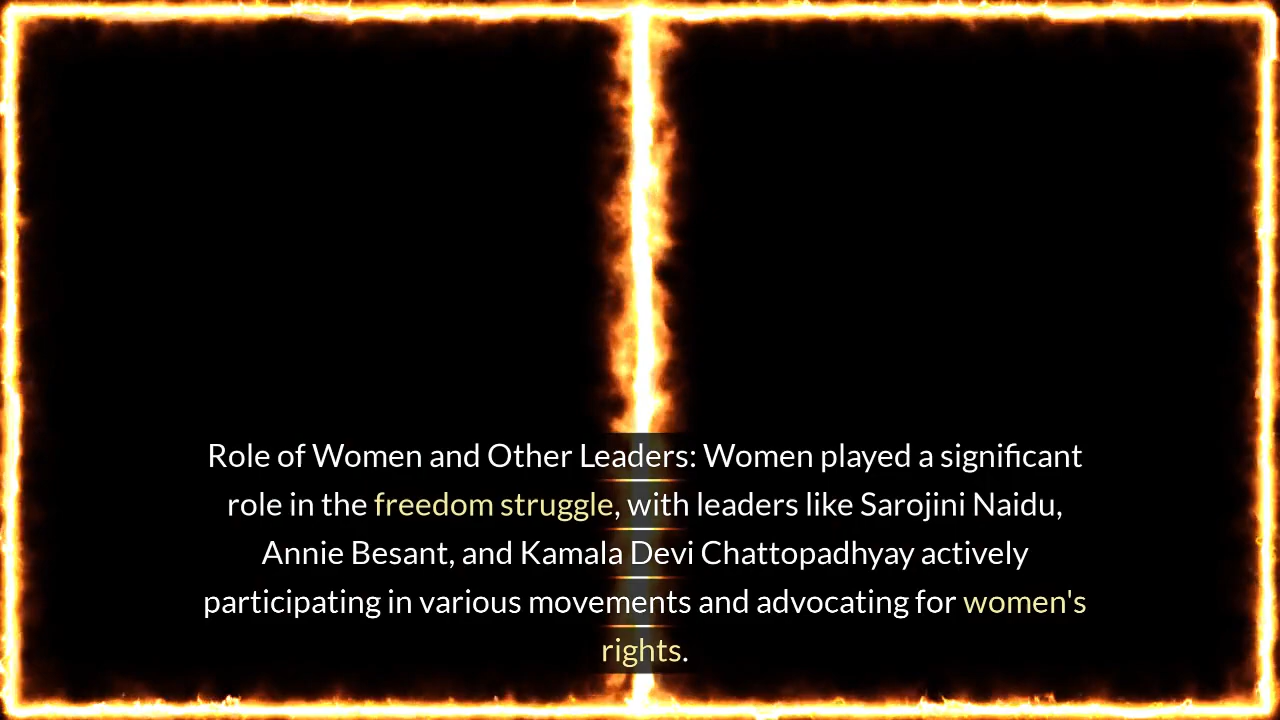 Role of Women and Other Leaders: Women played a significant
role in the freedom struggle, with leaders like Sarojini Naidu,
Annie Besant, and Kamala Devi Chattopadhyay actively
participating in various movements and advocating for women's
rights.